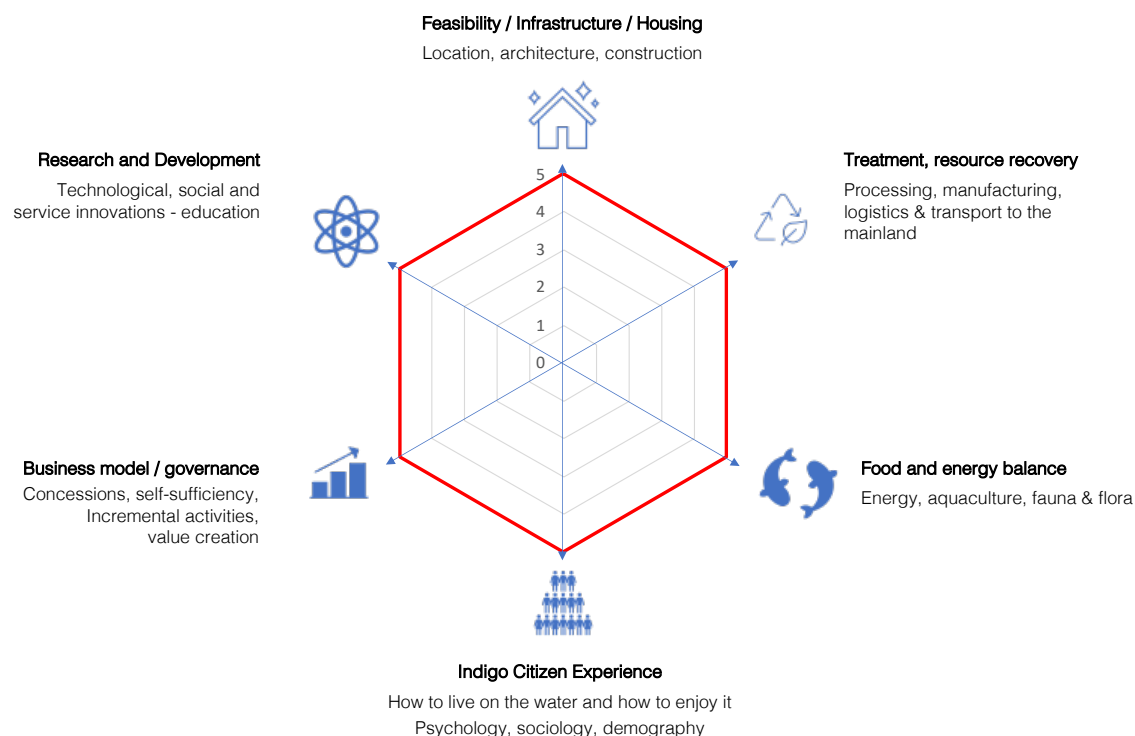 Feasibility / Infrastructure / Housing
Location, architecture, construction
Research and Development
Technological, social and
service innovations - education
Treatment, resource recovery
Processing, manufacturing,
logistics & transport to the
mainland
5
4
3
2
1
0
Business model / governance
Concessions, self-sufficiency,
Incremental activities,
value creation
Food and energy balance
Energy, aquaculture, fauna & flora
Indigo Citizen Experience
How to live on the water and how to enjoy it
Psychology, sociology, demography